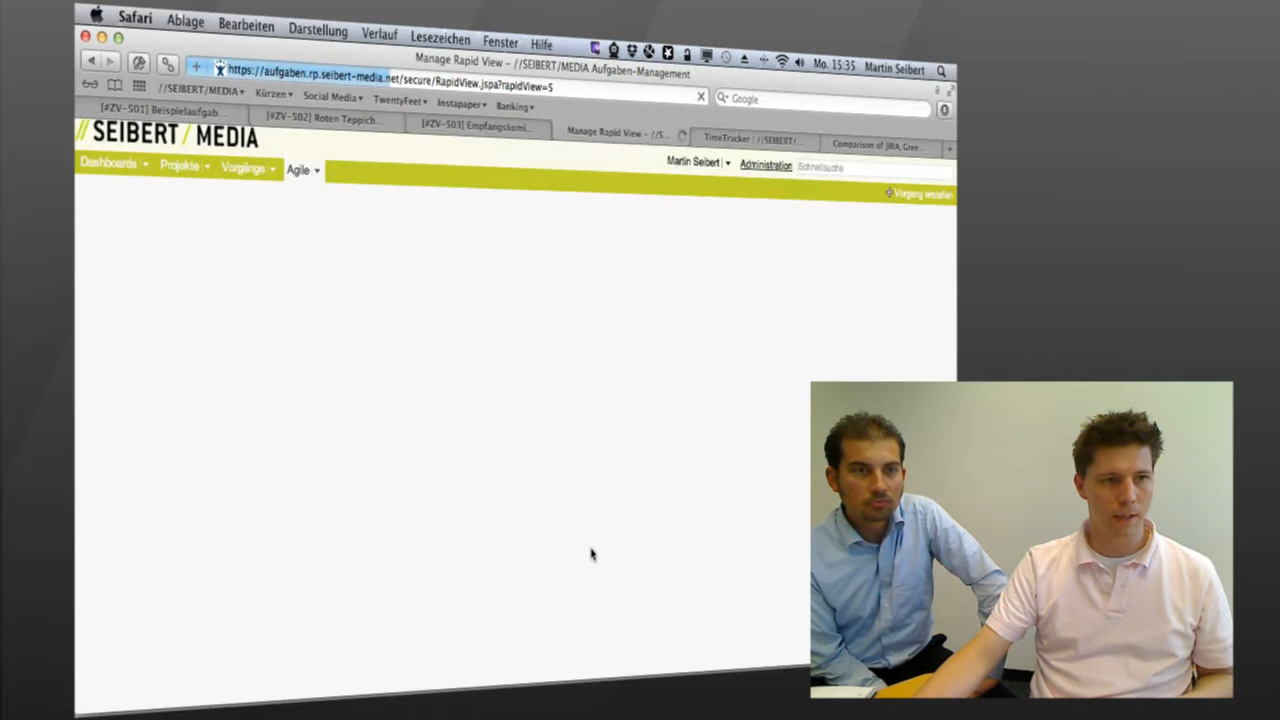 Safari Ablage Bearbeiten Darstellung Verlauf Lesezeichen Fenster Hilfe Mo. 15:35 Martin Seibert
Manage Rapid View – //SEIBERT/MEDIA Aufgaben-Management
https://aufgaben.rp.seibert-media.net/secure/RapidView.jspa?rapidView=5 Google
//SEIBERT/MEDIA Kürzen Social Media TwentyFeet Instapaper Banking
[#ZV-501] Beispielaufgab... [#ZV-502] Roten Teppich... [#ZV-503] Empfangskomi... Manage Rapid View – //S... TimeTracker | //SEIBERT/... Comparison of JIRA, Gree...
// SEIBERT / MEDIA
Martin Seibert Administration Schnellsuche
Dashboards Projekte Vorgänge Agile
Vorgang erstellen